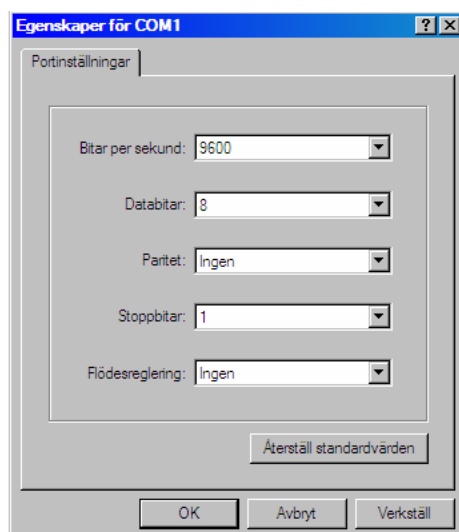 Egenskaper för COM1
Portinställningar
Bitar per sekund: 9600
Databitar: 8
Paritet: Ingen
Stoppbitar: 1
Flödesreglering: Ingen
Återställ standardvärden
OK Avbryt Verkställ